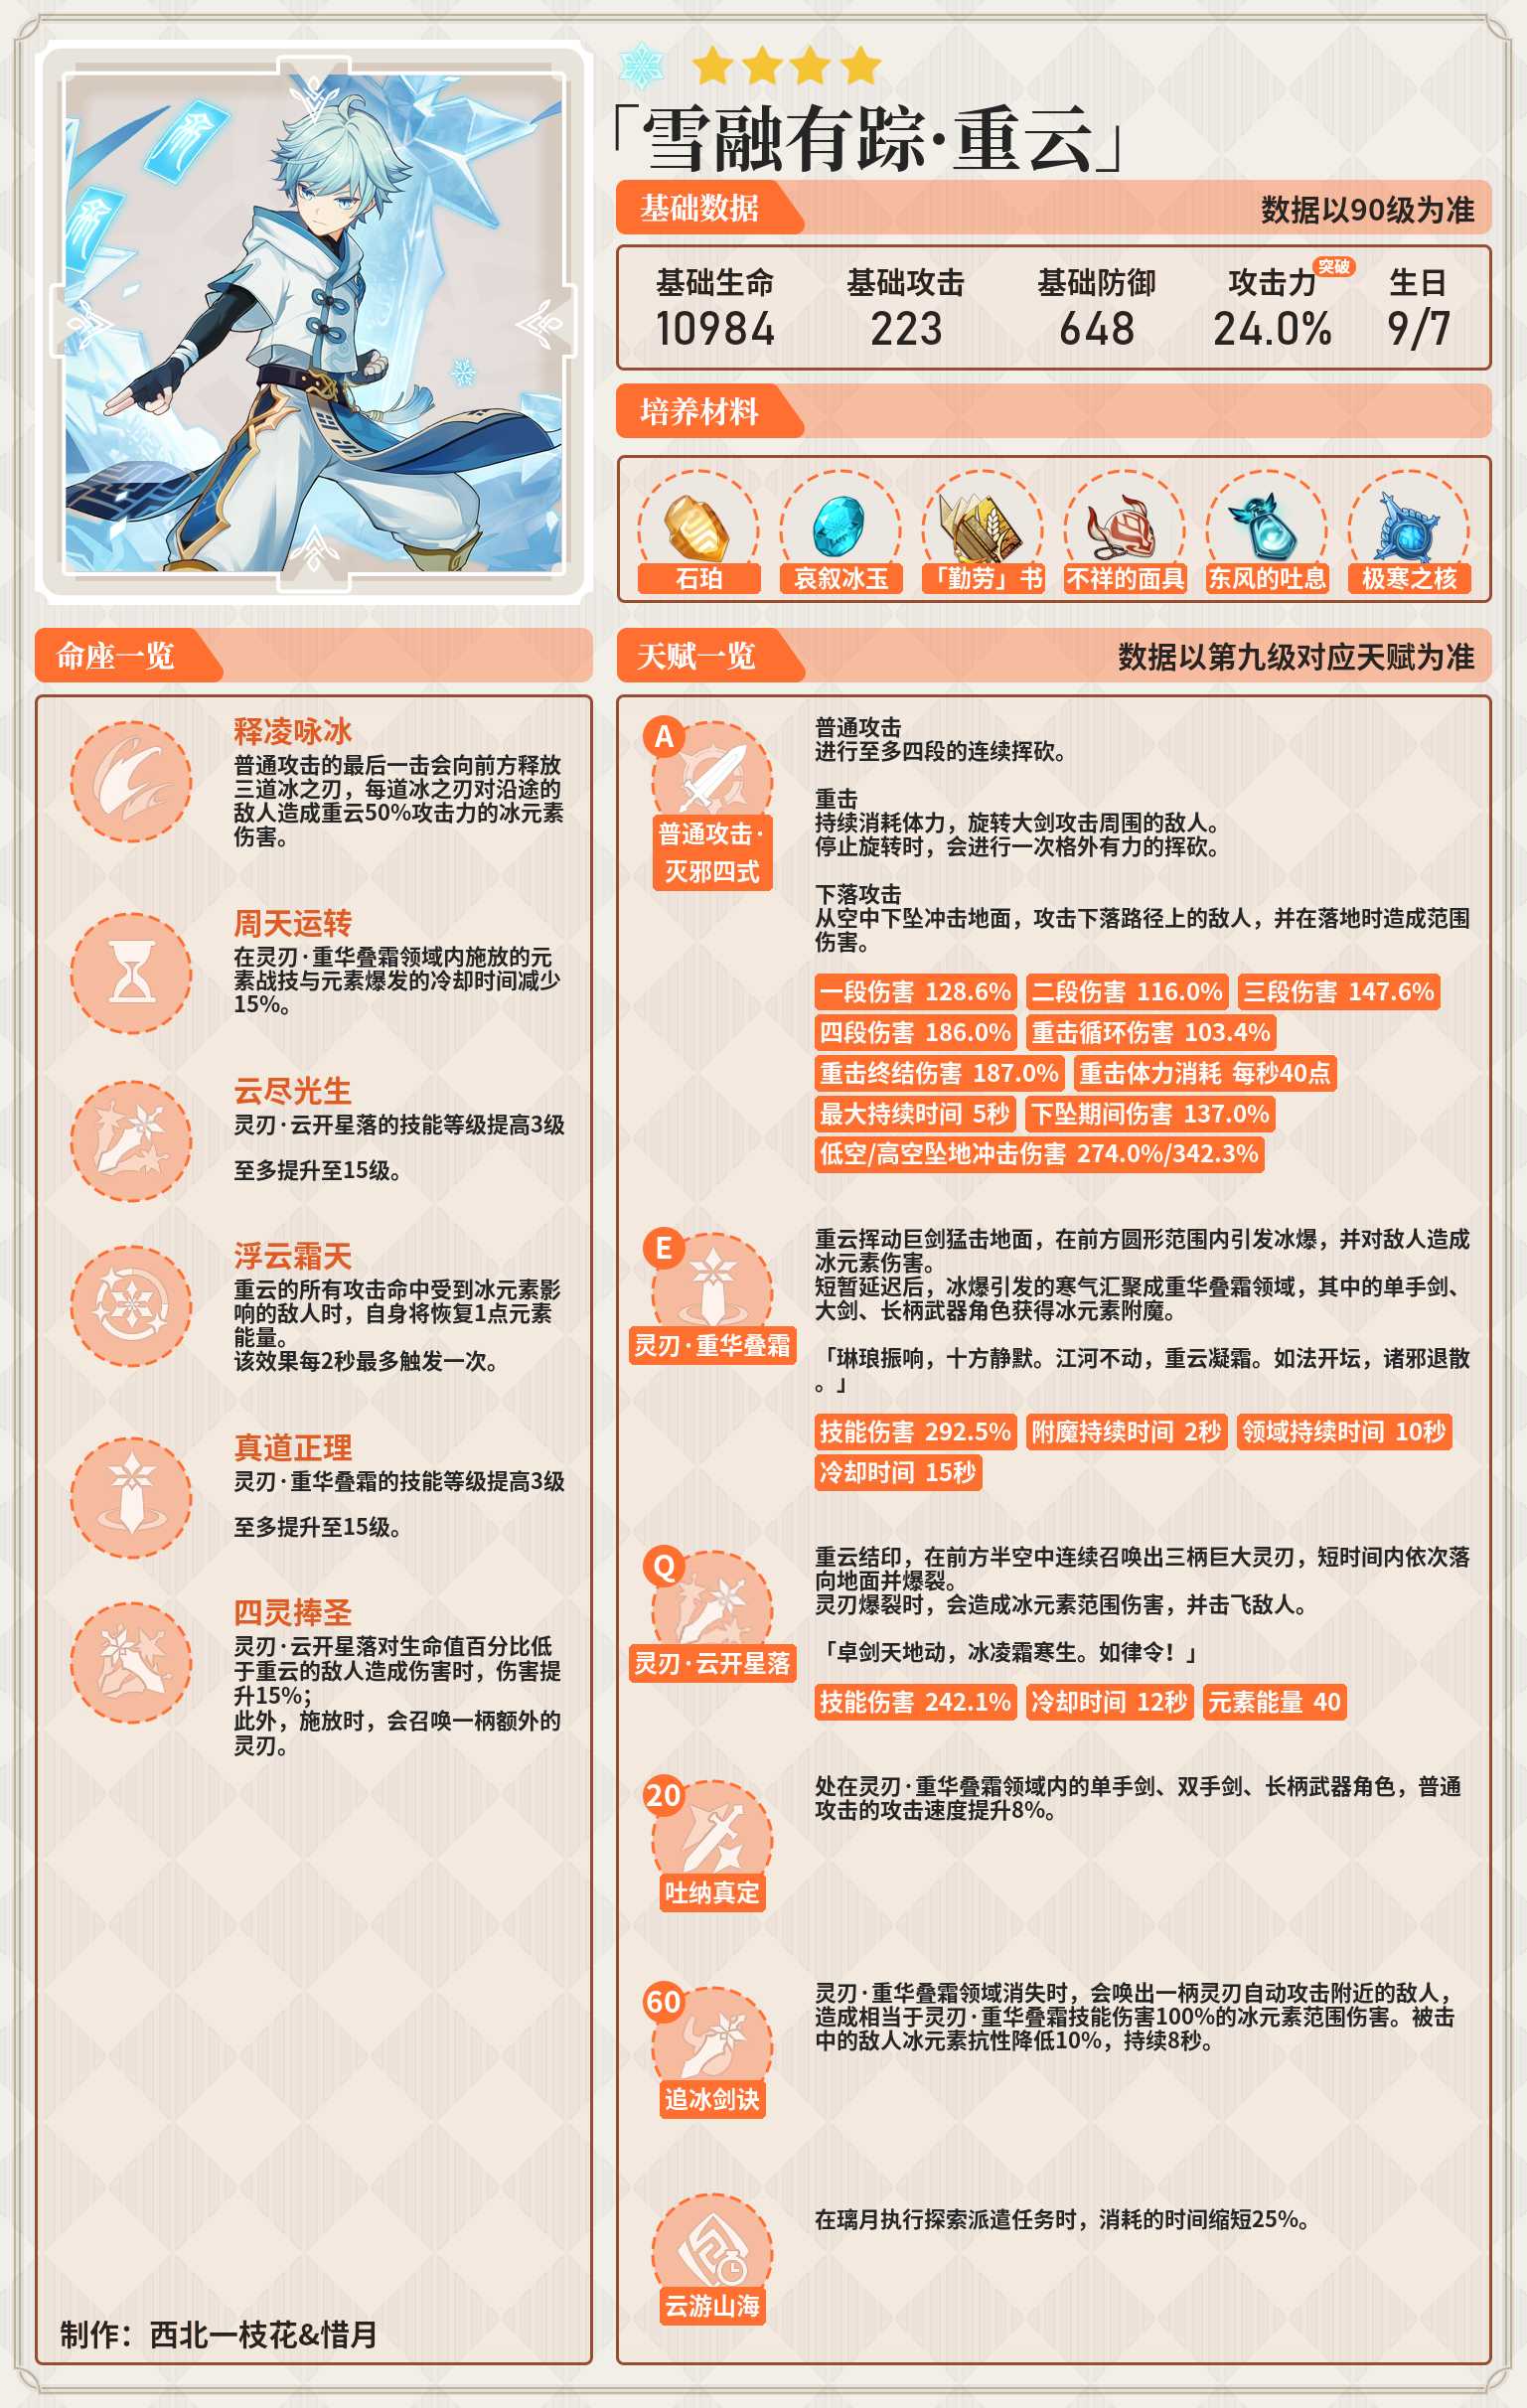 「雪融有踪·重云」
基础数据
数据以90级为准
基础生命
基础攻击
基础防御
攻击力
突破
生日
10984
223
648
24.0%
9/7
培养材料
石珀
哀叙冰玉
「勤劳」书
不祥的面具
东风的吐息
极寒之核
命座一览
释凌咏冰
普通攻击的最后一击会向前方释放
三道冰之刃，每道冰之刃对沿途的
敌人造成重云50%攻击力的冰元素
伤害。
周天运转
在灵刃·重华叠霜领域内施放的元
素战技与元素爆发的冷却时间减少
15%。
云尽光生
灵刃·云开星落的技能等级提高3级
至多提升至15级。
浮云霜天
重云的所有攻击命中受到冰元素影
响的敌人时，自身将恢复1点元素
能量。
该效果每2秒最多触发一次。
真道正理
灵刃·重华叠霜的技能等级提高3级
至多提升至15级。
四灵捧圣
灵刃·云开星落对生命值百分比低
于重云的敌人造成伤害时，伤害提
升15%；
此外，施放时，会召唤一柄额外的
灵刃。
制作：西北一枝花&惜月
天赋一览
数据以第九级对应天赋为准
A
普通攻击·
灭邪四式
普通攻击
进行至多四段的连续挥砍。
重击
持续消耗体力，旋转大剑攻击周围的敌人。
停止旋转时，会进行一次格外有力的挥砍。
下落攻击
从空中下坠冲击地面，攻击下落路径上的敌人，并在落地时造成范围
伤害。
一段伤害 128.6% 二段伤害 116.0% 三段伤害 147.6%
四段伤害 186.0% 重击循环伤害 103.4%
重击终结伤害 187.0% 重击体力消耗 每秒40点
最大持续时间 5秒 下坠期间伤害 137.0%
低空/高空坠地冲击伤害 274.0%/342.3%
E
灵刃·重华叠霜
重云挥动巨剑猛击地面，在前方圆形范围内引发冰爆，并对敌人造成
冰元素伤害。
短暂延迟后，冰爆引发的寒气汇聚成重华叠霜领域，其中的单手剑、
大剑、长柄武器角色获得冰元素附魔。
「琳琅振响，十方静默。江河不动，重云凝霜。如法开坛，诸邪退散
。」
技能伤害 292.5% 附魔持续时间 2秒 领域持续时间 10秒
冷却时间 15秒
Q
灵刃·云开星落
重云结印，在前方半空中连续召唤出三柄巨大灵刃，短时间内依次落
向地面并爆裂。
灵刃爆裂时，会造成冰元素范围伤害，并击飞敌人。
「卓剑天地动，冰凌霜寒生。如律令！」
技能伤害 242.1% 冷却时间 12秒 元素能量 40
20
吐纳真定
处在灵刃·重华叠霜领域内的单手剑、双手剑、长柄武器角色，普通
攻击的攻击速度提升8%。
60
追冰剑诀
灵刃·重华叠霜领域消失时，会唤出一柄灵刃自动攻击附近的敌人，
造成相当于灵刃·重华叠霜技能伤害100%的冰元素范围伤害。被击
中的敌人冰元素抗性降低10%，持续8秒。
云游山海
在璃月执行探索派遣任务时，消耗的时间缩短25%。